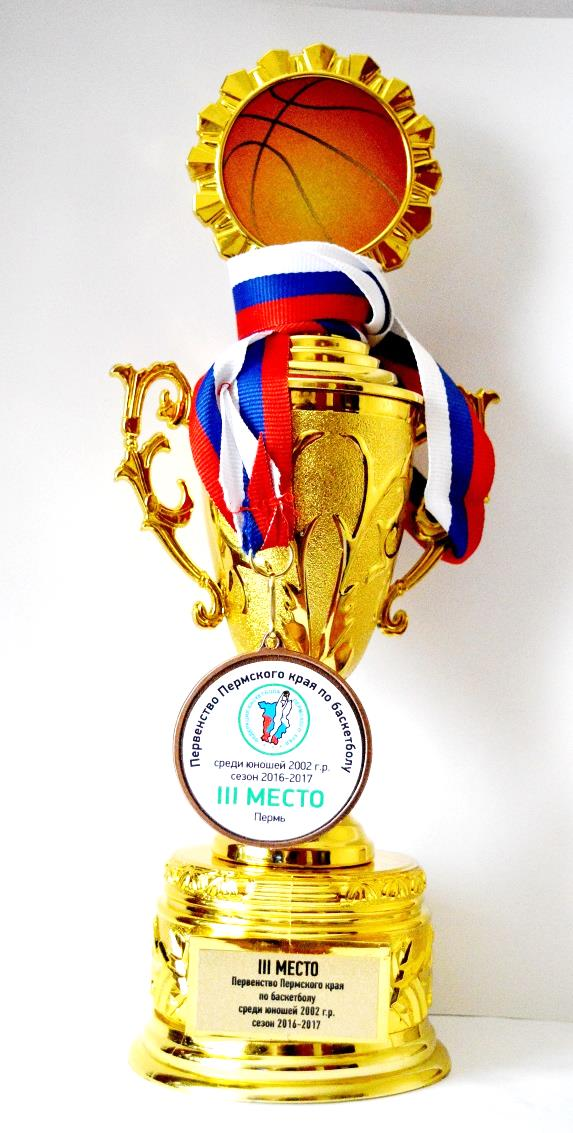 Первенство Пермского края по баскетболу
среди юношей 2002 г.р.
сезон 2016-2017
III МЕСТО
Пермь
III МЕСТО
Первенство Пермского края
по баскетболу
среди юношей 2002 г.р.
сезон 2016-2017